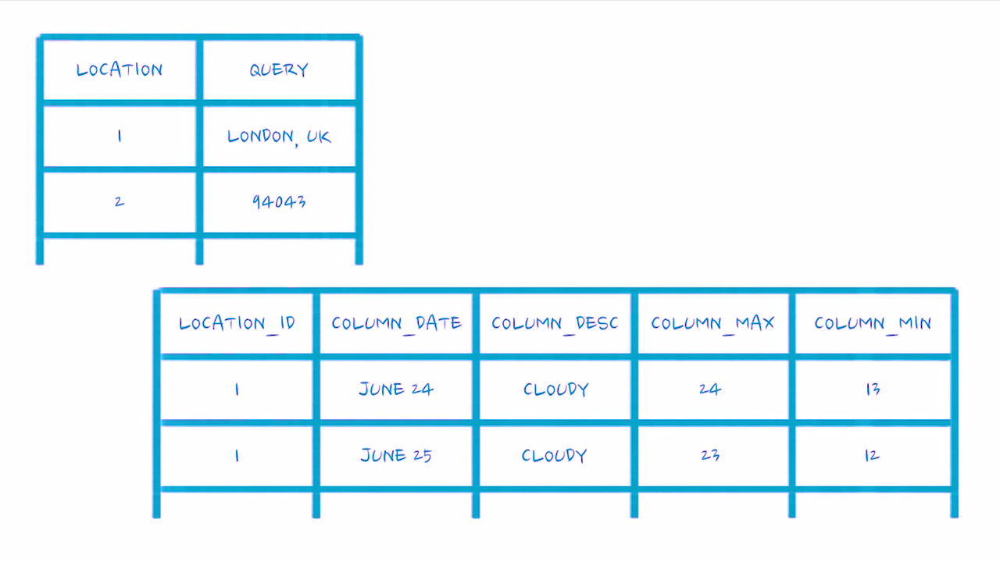 LOCATION QUERY
1 LONDON, UK
2 94043
LOCATION_ID COLUMN_DATE COLUMN_DESC COLUMN_MAX COLUMN_MIN
1 JUNE 24 CLOUDY 24 13
1 JUNE 25 CLOUDY 23 12